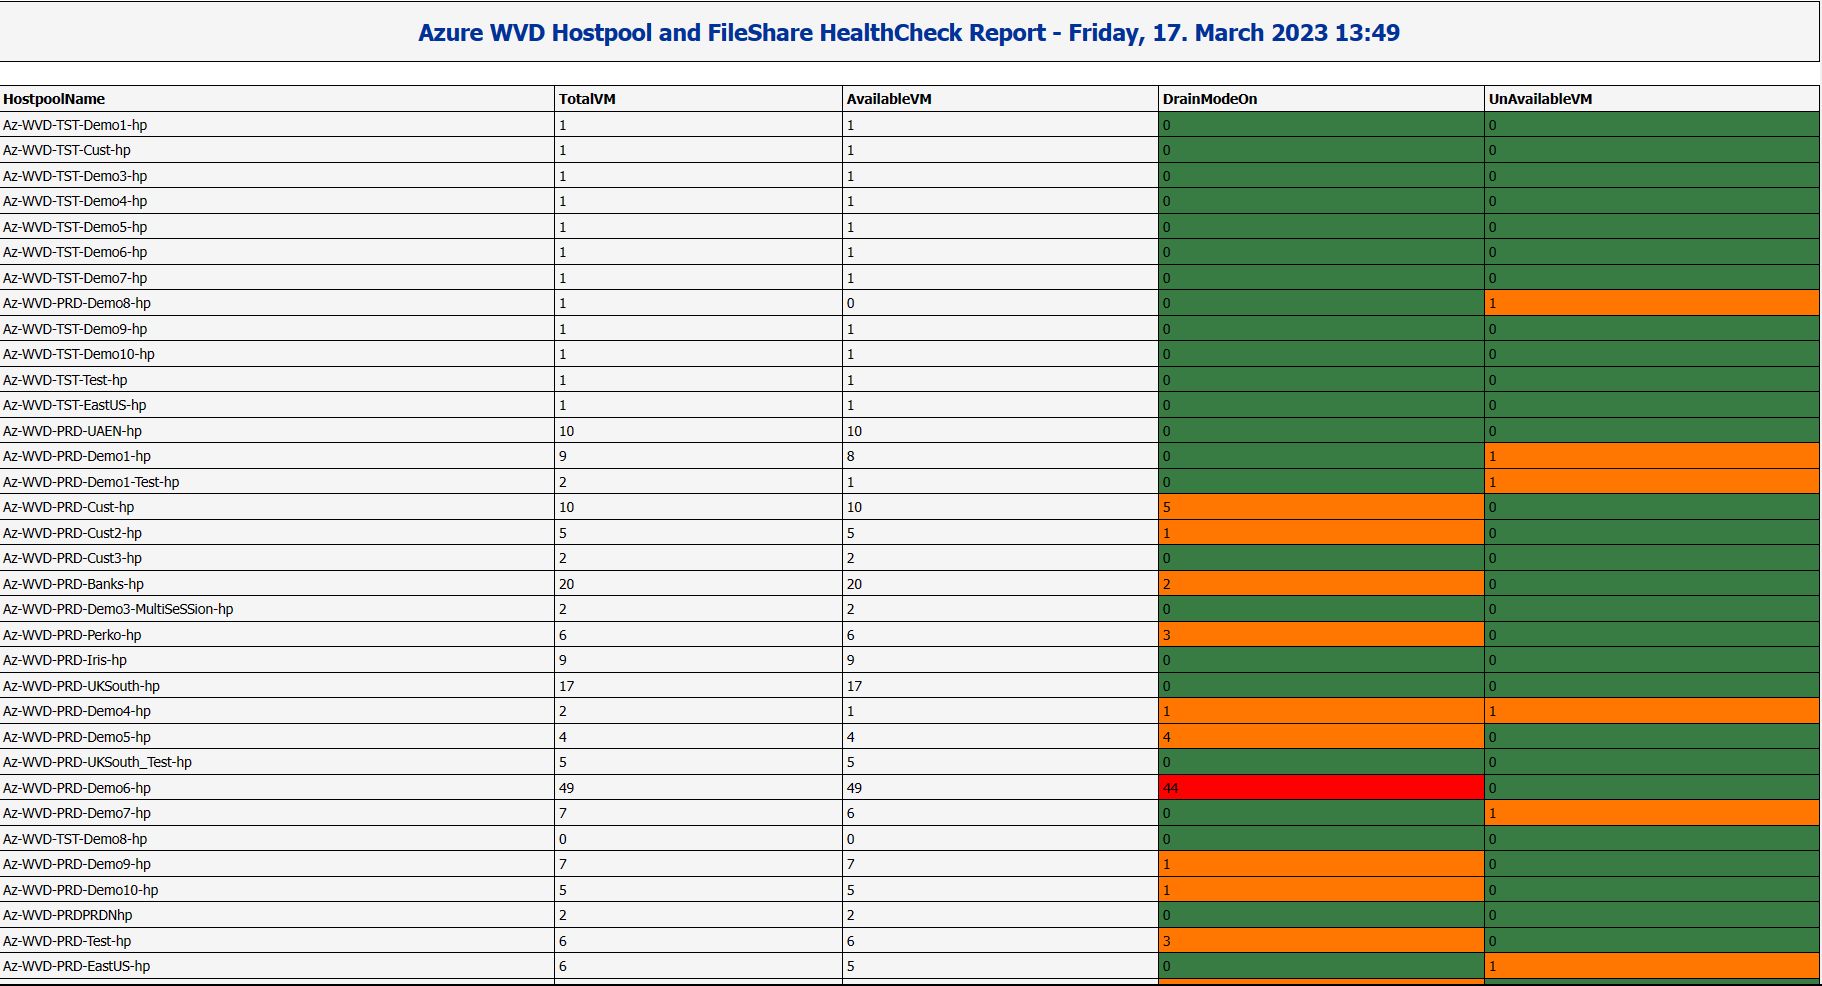 Azure WVD Hostpool and FileShare HealthCheck Report - Friday, 17. March 2023 13:49
HostpoolName TotalVM AvailableVM DrainModeOn UnAvailableVM
Az-WVD-TST-Demo1-hp 1 1 0 0
Az-WVD-TST-Cust-hp 1 1 0 0
Az-WVD-TST-Demo3-hp 1 1 0 0
Az-WVD-TST-Demo4-hp 1 1 0 0
Az-WVD-TST-Demo5-hp 1 1 0 0
Az-WVD-TST-Demo6-hp 1 1 0 0
Az-WVD-TST-Demo7-hp 1 1 0 0
Az-WVD-PRD-Demo8-hp 1 0 0 1
Az-WVD-TST-Demo9-hp 1 1 0 0
Az-WVD-TST-Demo10-hp 1 1 0 0
Az-WVD-TST-Test-hp 1 1 0 0
Az-WVD-TST-EastUS-hp 1 1 0 0
Az-WVD-PRD-UAEN-hp 10 10 0 0
Az-WVD-PRD-Demo1-hp 9 8 0 1
Az-WVD-PRD-Demo1-Test-hp 2 1 0 1
Az-WVD-PRD-Cust-hp 10 10 5 0
Az-WVD-PRD-Cust2-hp 5 5 1 0
Az-WVD-PRD-Cust3-hp 2 2 0 0
Az-WVD-PRD-Banks-hp 20 20 2 0
Az-WVD-PRD-Demo3-MultiSeSSion-hp 2 2 0 0
Az-WVD-PRD-Perko-hp 6 6 3 0
Az-WVD-PRD-Iris-hp 9 9 0 0
Az-WVD-PRD-UKSouth-hp 17 17 0 0
Az-WVD-PRD-Demo4-hp 2 1 1 1
Az-WVD-PRD-Demo5-hp 4 4 4 0
Az-WVD-PRD-UKSouth_Test-hp 5 5 0 0
Az-WVD-PRD-Demo6-hp 49 49 44 0
Az-WVD-PRD-Demo7-hp 7 6 0 1
Az-WVD-TST-Demo8-hp 0 0 0 0
Az-WVD-PRD-Demo9-hp 7 7 1 0
Az-WVD-PRD-Demo10-hp 5 5 1 0
Az-WVD-PRDPRDNhp 2 2 0 0
Az-WVD-PRD-Test-hp 6 6 3 0
Az-WVD-PRD-EastUS-hp 6 5 0 1